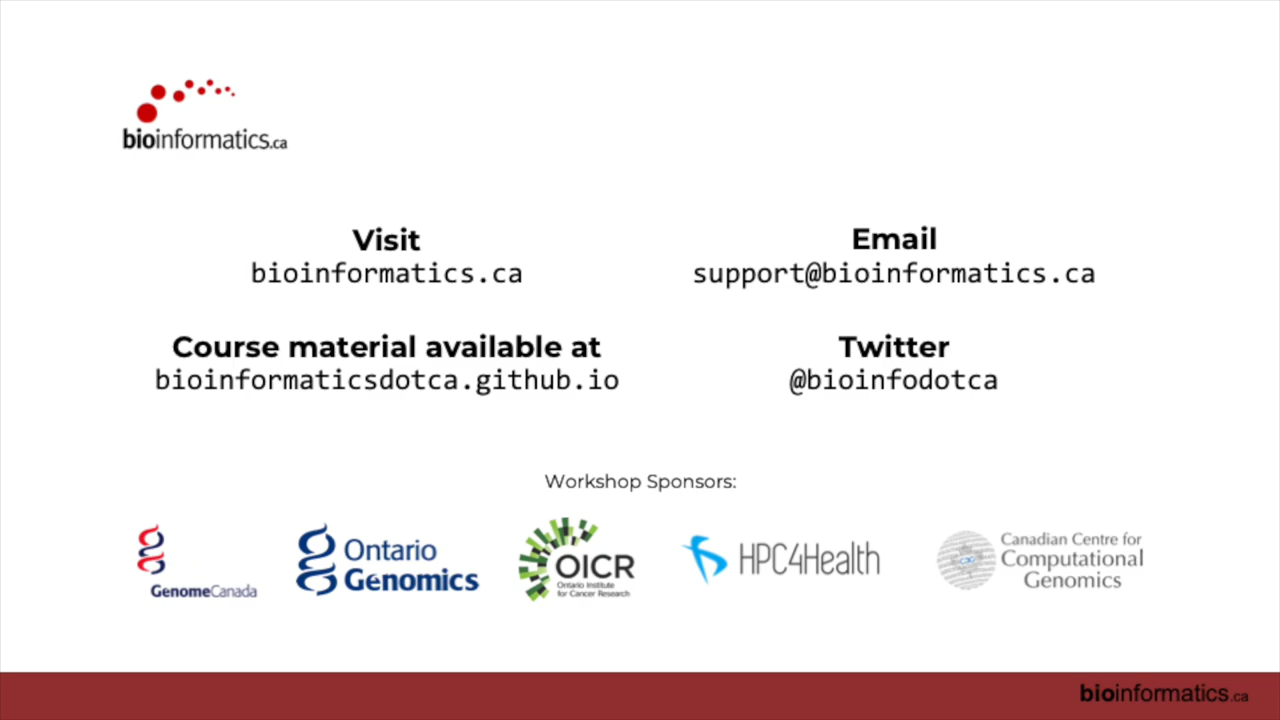 bioinformatics.ca
Visit
bioinformatics.ca
Email
support@bioinformatics.ca
Course material available at
bioinformaticsdotca.github.io
Twitter
@bioinfodotca
Workshop Sponsors:
GenomeCanada
Ontario
Genomics
OICR
Ontario Institute
for Cancer Research
HPC4Health
Canadian Centre for
Computational
Genomics
bioinformatics.ca